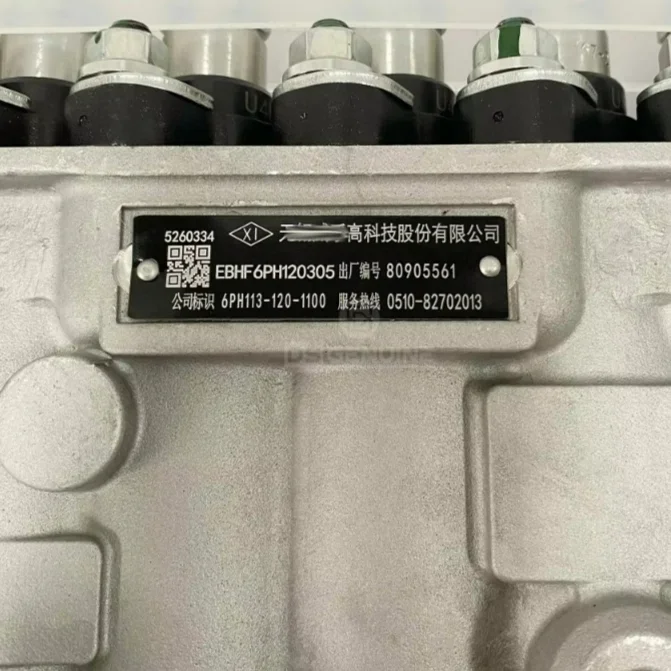 5260334 XI 高科技股份有限公司
EBHF6PH120305 出厂编号 80905561
公司标识 6PH113-120-1100 服务热线 0510-82702013